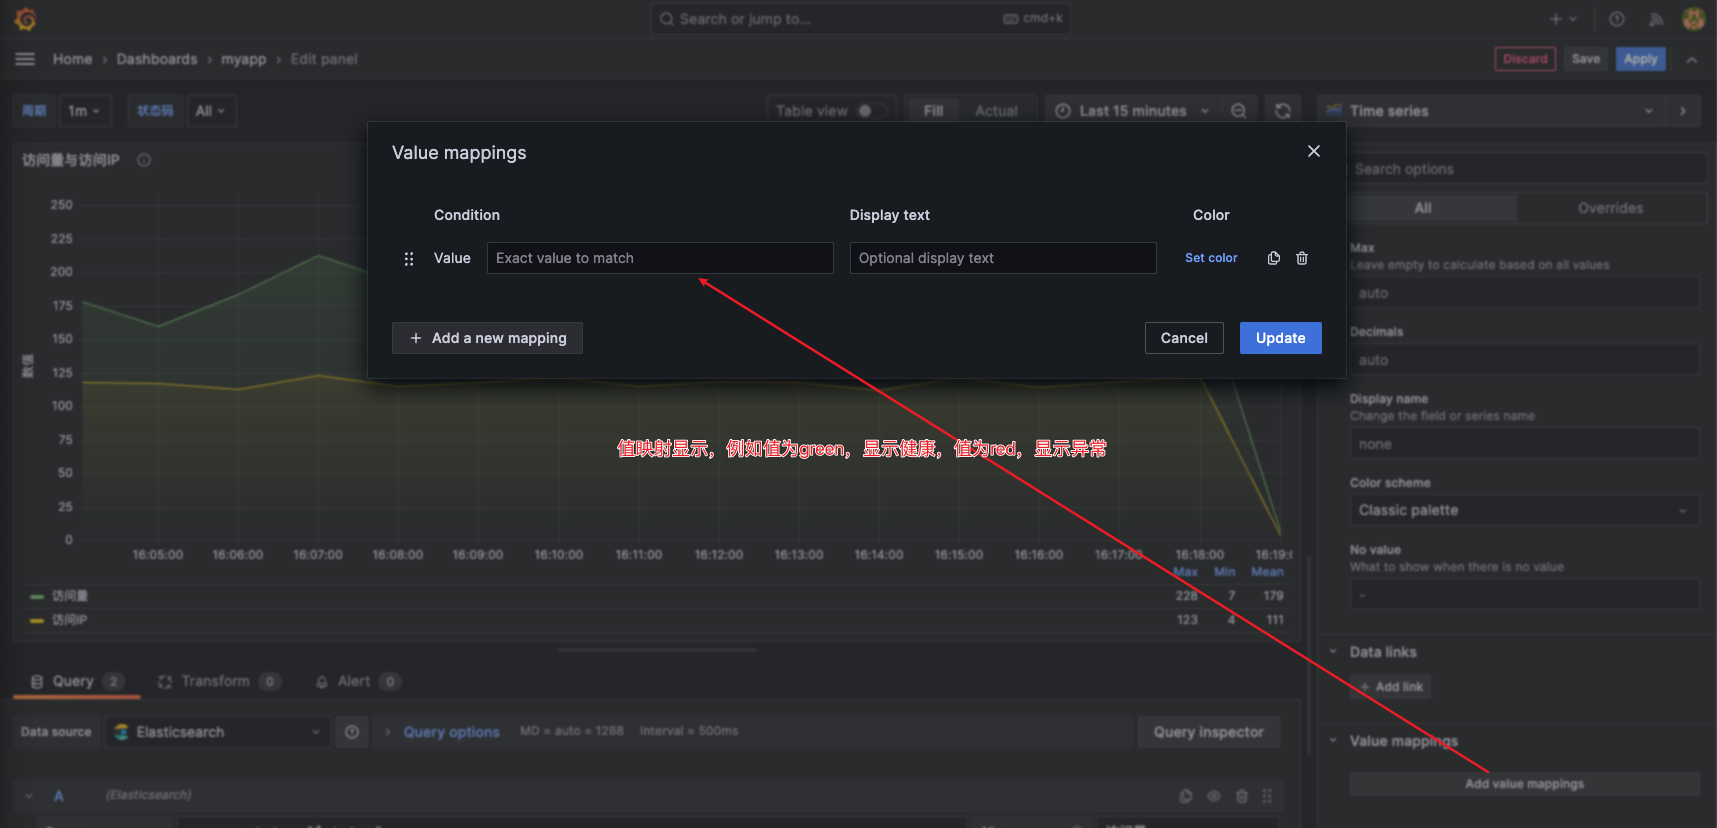 Search or jump to...
cmd+k
Home › Dashboards › myapp › Edit panel
Discard Save Apply
周期 1m 状态码 All
Table view Fill Actual Last 15 minutes
Time series
访问量与访问IP
Value mappings
Search options
All Overrides
Condition Display text Color
Value Exact value to match Optional display text Set color
Add a new mapping
Cancel Update
Max
Leave empty to calculate based on all values
auto
Decimals
auto
Display name
Change the field or series name
none
Color scheme
Classic palette
No value
What to show when there is no value
-
Data links
Add link
Value mappings
Add value mappings
250
225
200
175
150
125
100
75
50
25
0
数值
值映射显示，例如值为green，显示健康，值为red，显示异常
16:05:00 16:06:00 16:07:00 16:08:00 16:09:00 16:10:00 16:11:00 16:12:00 16:13:00 16:14:00 16:15:00 16:16:00 16:17:00 16:18:00 16:19:(
Max Min Mean
访问量 228 7 179
访问IP 123 4 111
Query 2 Transform 0 Alert 0
Data source Elasticsearch Query options MD = auto = 1288 Interval = 500ms Query inspector
A (Elasticsearch)